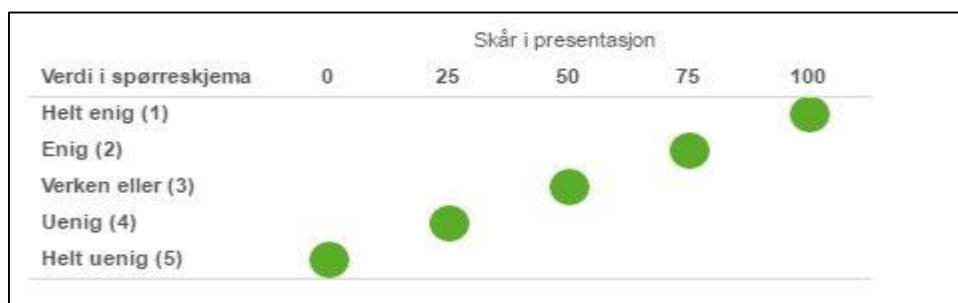 Skår i presentasjon
Verdi i spørreskjema 0 25 50 75 100
Helt enig (1)
Enig (2)
Verken eller (3)
Uenig (4)
Helt uenig (5)